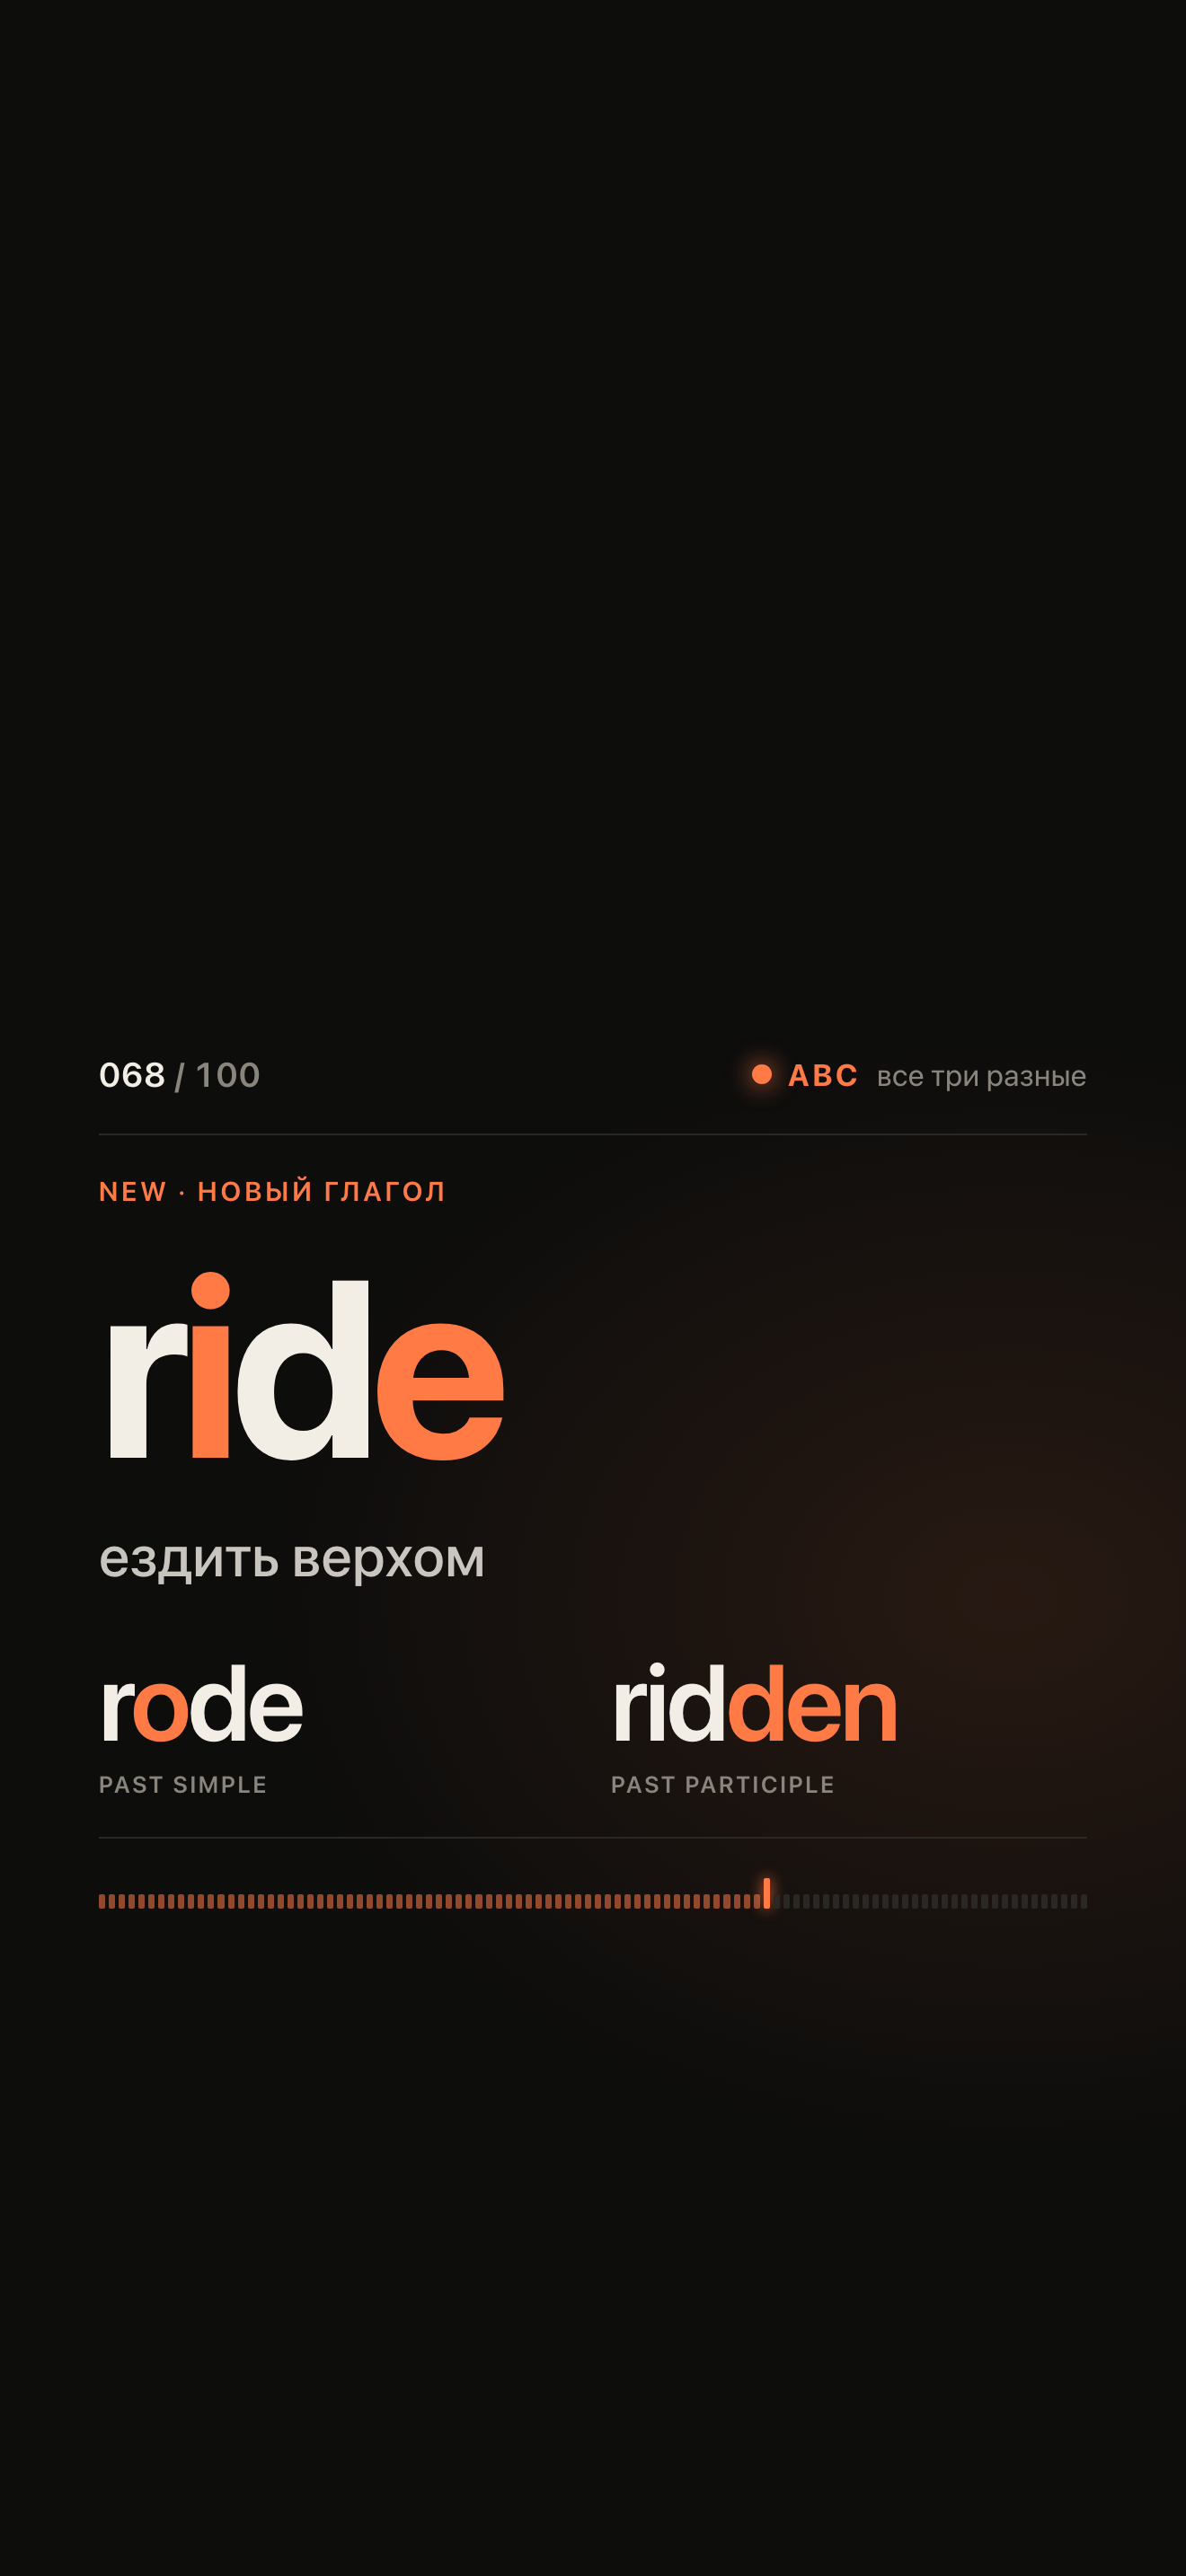 068 / 100
ABC все три разные
NEW · НОВЫЙ ГЛАГОЛ
ride
ездить верхом
rode ridden
PAST SIMPLE PAST PARTICIPLE